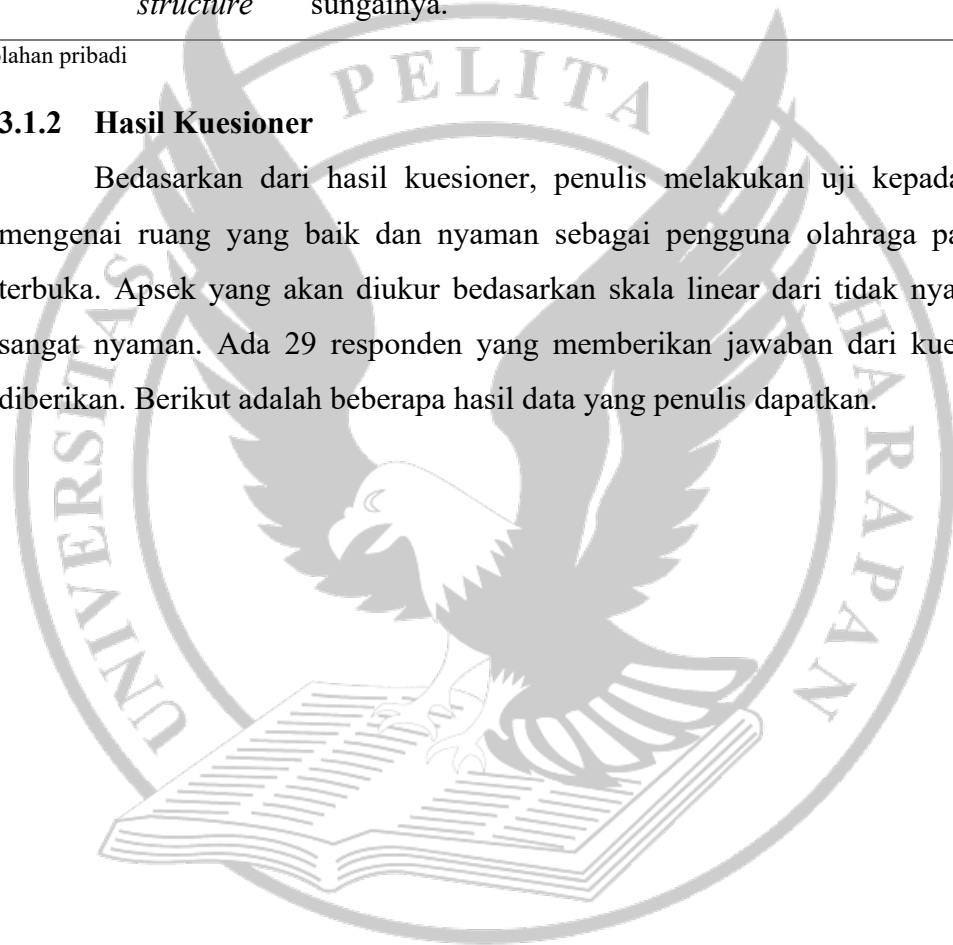 structure sungainya.
lahan pribadi
3.1.2 Hasil Kuesioner
Bedasarkan dari hasil kuesioner, penulis melakukan uji kepada
mengenai ruang yang baik dan nyaman sebagai pengguna olahraga pa
terbuka. Apsek yang akan diukur bedasarkan skala linear dari tidak nya
sangat nyaman. Ada 29 responden yang memberikan jawaban dari kue
diberikan. Berikut adalah beberapa hasil data yang penulis dapatkan.
UNIVERSITAS PELITA HARAPAN